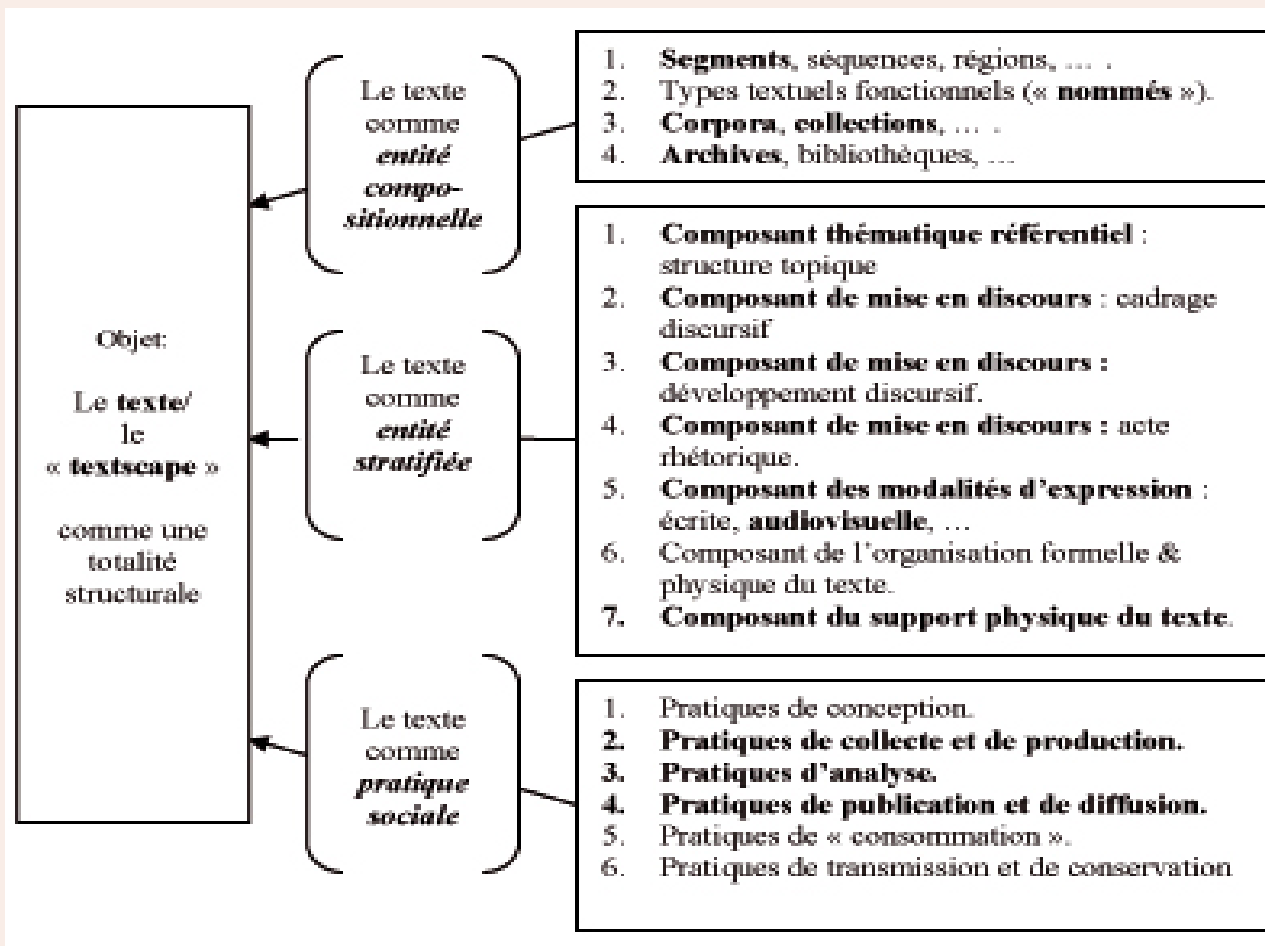 Objet:
Le texte/
le
« textscape »
comme une
totalité
structurale
Le texte
comme
entité
compo-
sitionnelle
1. Segments, séquences, régions, … .
2. Types textuels fonctionnels (« nommés »).
3. Corpora, collections, … .
4. Archives, bibliothèques, …
Le texte
comme
entité
stratifiée
1. Composant thématique référentiel :
structure topique
2. Composant de mise en discours : cadrage
discursif
3. Composant de mise en discours :
développement discursif.
4. Composant de mise en discours : acte
rhétorique.
5. Composant des modalités d’expression :
écrite, audiovisuelle, …
6. Composant de l’organisation formelle &
physique du texte.
7. Composant du support physique du texte.
Le texte
comme
pratique
sociale
1. Pratiques de conception.
2. Pratiques de collecte et de production.
3. Pratiques d’analyse.
4. Pratiques de publication et de diffusion.
5. Pratiques de « consommation ».
6. Pratiques de transmission et de conservation